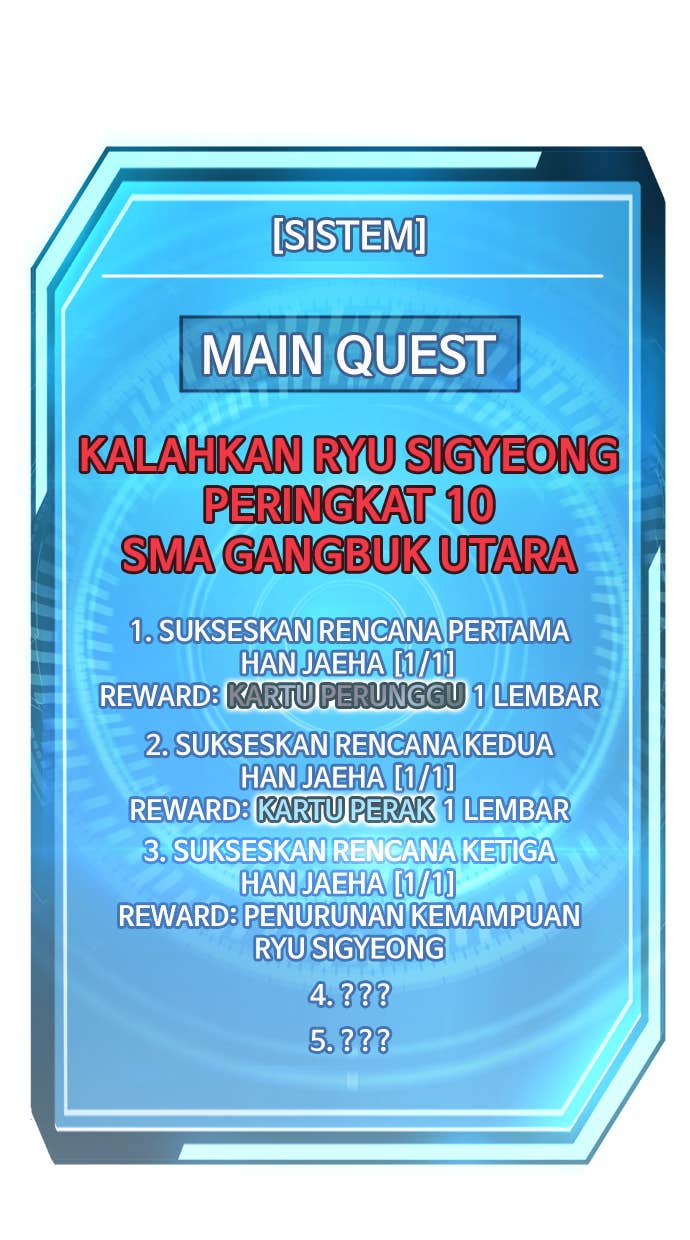 [SISTEM]
MAIN QUEST
KALAHKAN RYU SIGYEONG
PERINGKAT 10
SMA GANGBUK UTARA
1. SUKSESKAN RENCANA PERTAMA
HAN JAEHA [1/1]
REWARD: KARTU PERUNGGU 1 LEMBAR
2. SUKSESKAN RENCANA KEDUA
HAN JAEHA [1/1]
REWARD: KARTU PERAK 1 LEMBAR
3. SUKSESKAN RENCANA KETIGA
HAN JAEHA [1/1]
REWARD: PENURUNAN KEMAMPUAN
RYU SIGYEONG
4. ???
5. ???